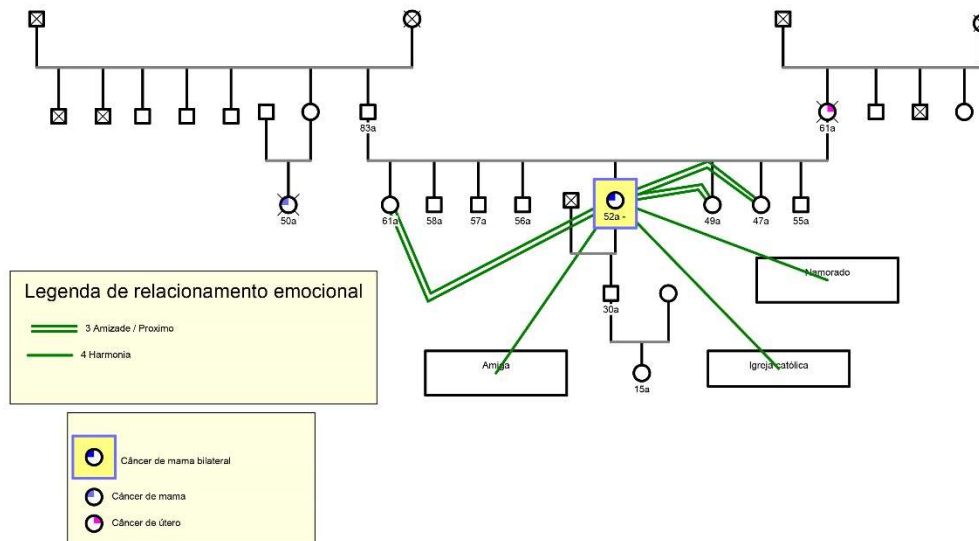 83a
61a
50a
61a
58a
57a
56a
52a -
49a
47a
55a
Legenda de relacionamento emocional
3 Amizade / Proximo
4 Harmonia
Namorado
30a
Amiga
Igreja católica
15a
Câncer de mama bilateral
Câncer de mama
Câncer de útero